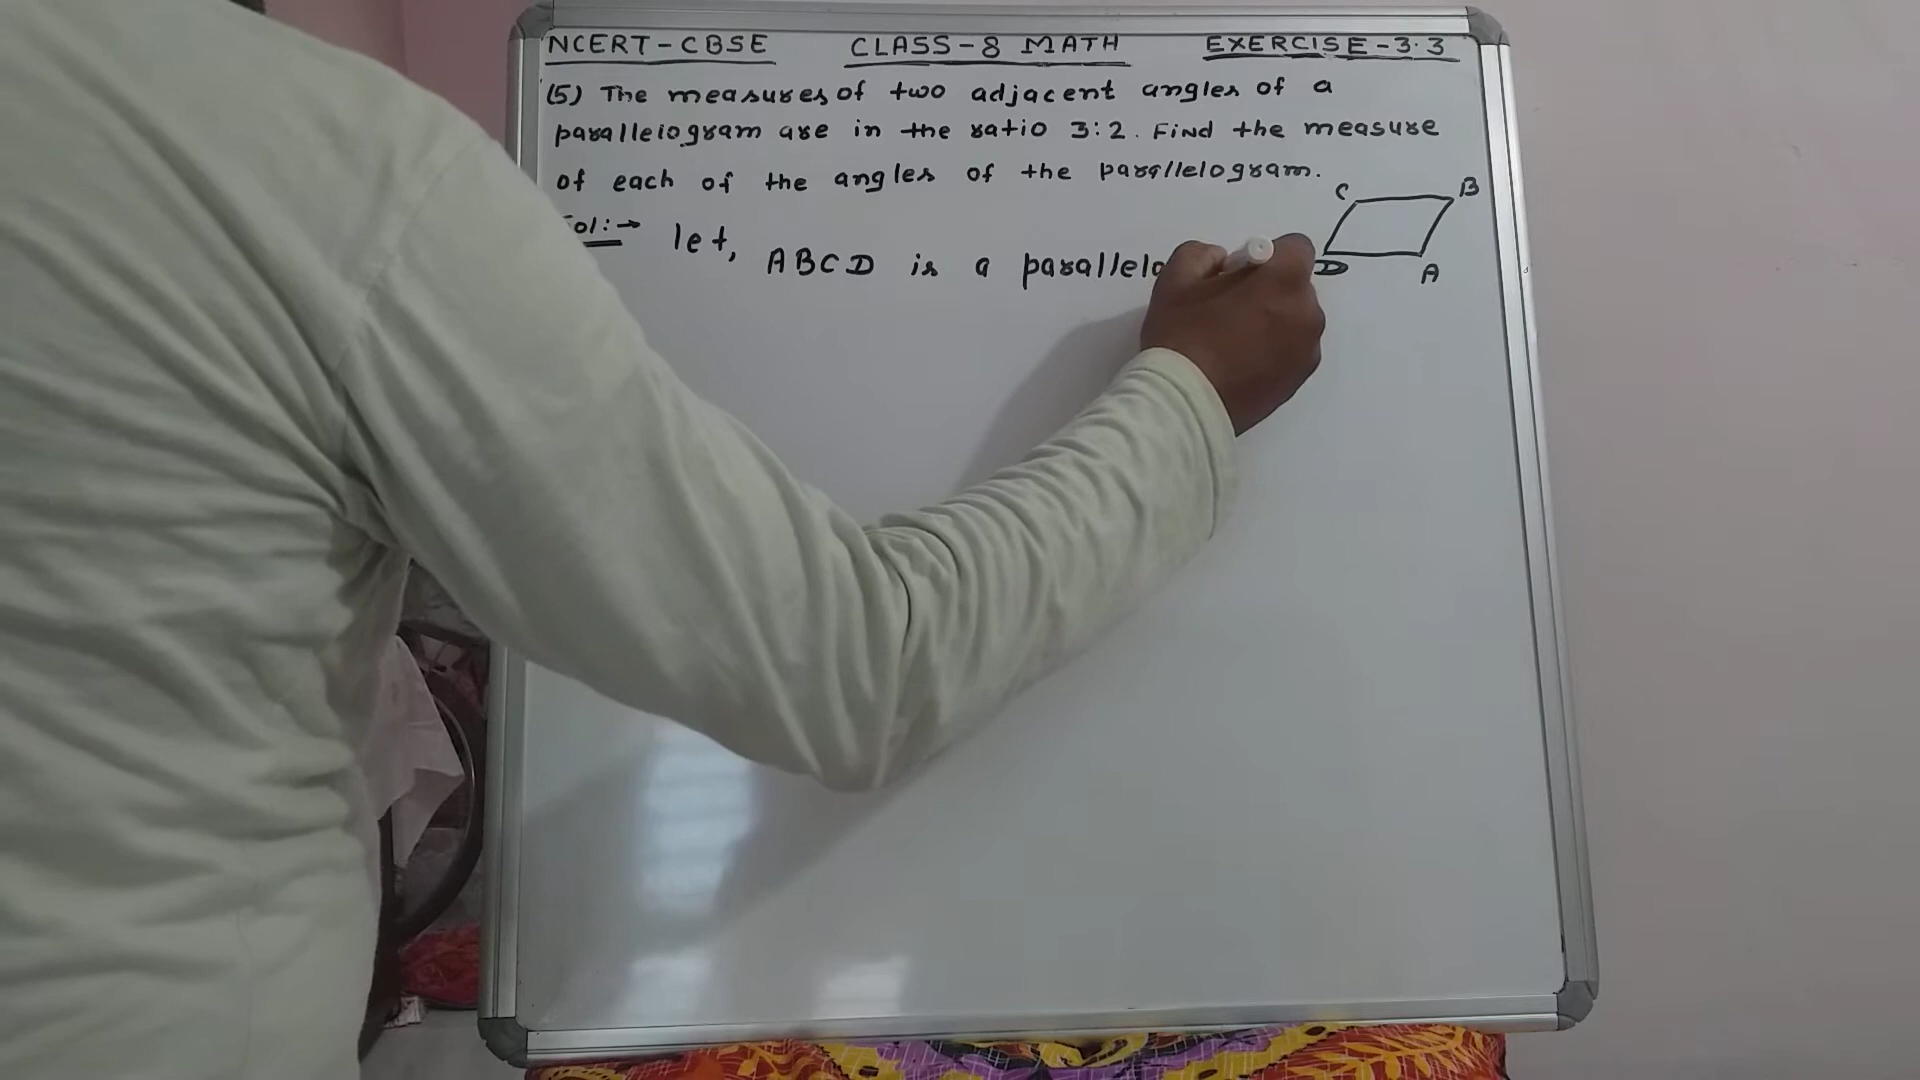 NCERT-CBSE CLASS-8 MATH EXERCISE-3.3
(5) The measures of two adjacent angles of a
parallelogram are in the ratio 3:2. Find the measure
of each of the angles of the parallelogram.
C B
Sol:→ let, ABCD is a parallelo
D A